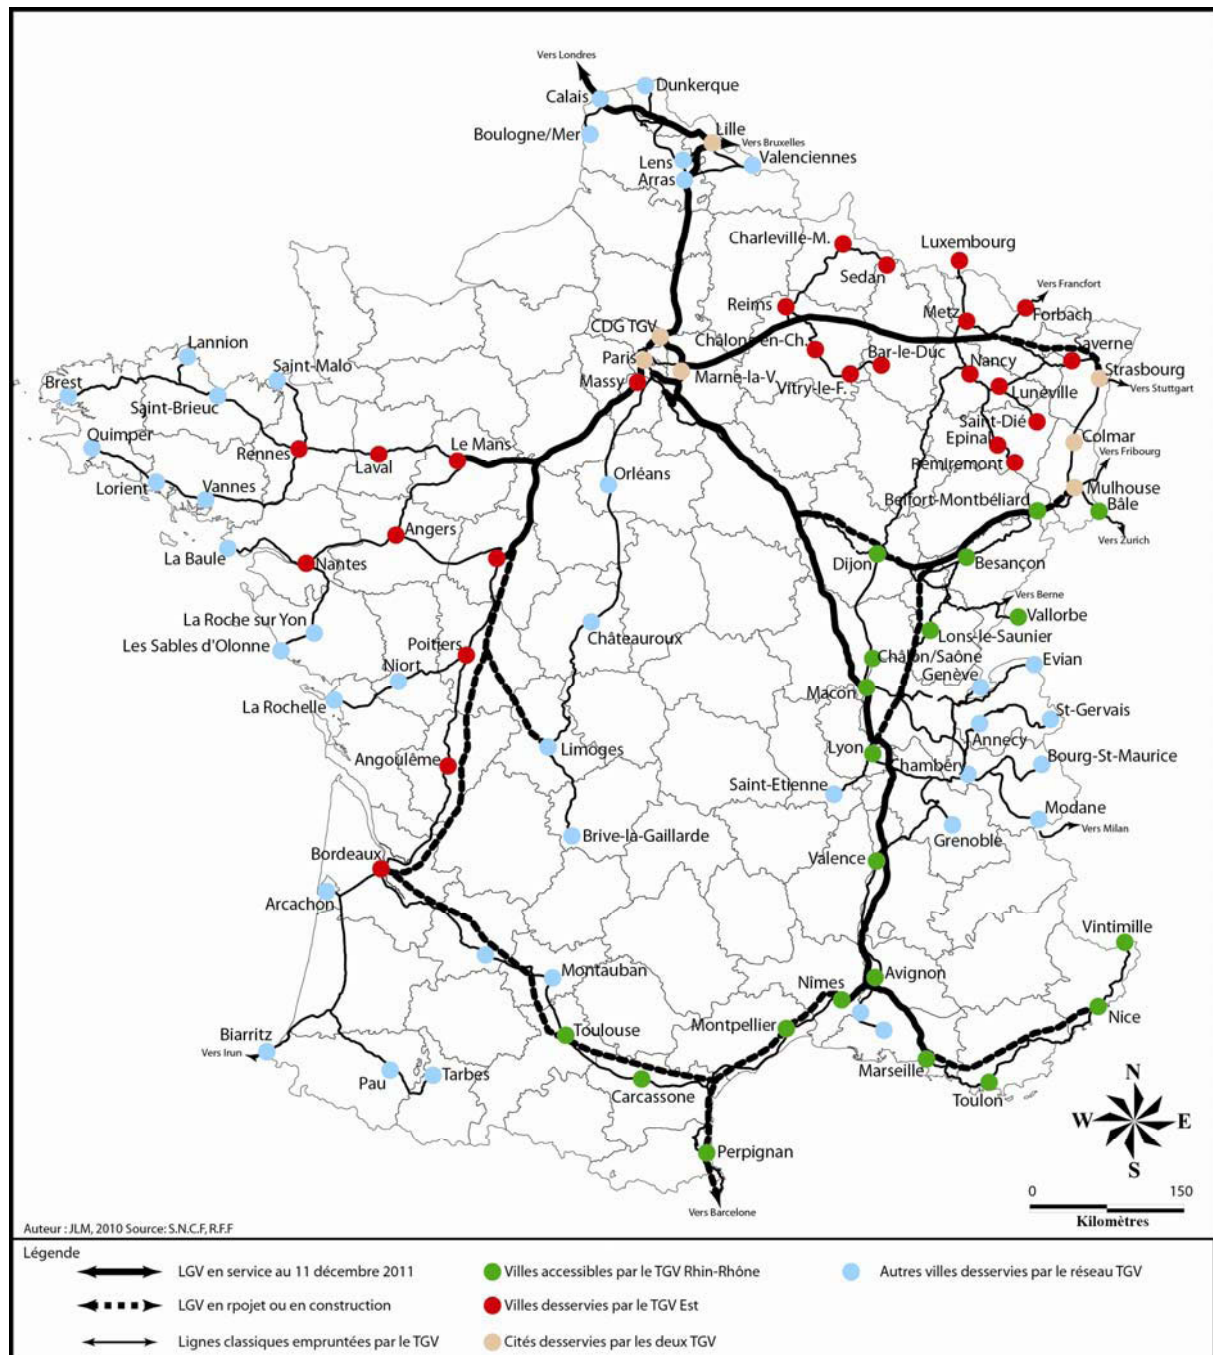 Vers Londres
Dunkerque
Calais
Boulogne/Mer
Lille
Vers Bruxelles
Lens
Valenciennes
Arras
Charleville-M.
Luxembourg
Sedan
Vers Francfort
Reims
Metz
Forbach
CDG TGV
Châlons-en-Ch.
Saverne
Lannion
Paris
Bar-le-Duc
Nancy
Strasbourg
Saint-Malo
Marne-la-V.
Brest
Massy
Vitry-le-F.
Lunéville
Vers Stuttgart
Saint-Brieuc
Saint-Dié
Quimper
Le Mans
Epinal
Colmar
Rennes
Laval
Remiremont
Vers Fribourg
Orléans
Lorient
Vannes
Belfort-Montbéliard
Mulhouse
Bâle
Angers
Vers Zurich
La Baule
Nantes
Dijon
Besançon
Vers Berne
La Roche sur Yon
Châteauroux
Vallorbe
Les Sables d'Olonne
Poitiers
Lons-le-Saunier
Châlon/Saône
Evian
Niort
Genève
La Rochelle
Macon
St-Gervais
Annecy
Limoges
Lyon
Angoulême
Chambéry
Bourg-St-Maurice
Saint-Etienne
Modane
Vers Milan
Brive-la-Gaillarde
Grenoble
Bordeaux
Valence
Arcachon
Vintimille
Montauban
Avignon
Nîmes
Nice
Biarritz
Toulouse
Montpellier
Vers Irun
Marseille
Pau
Tarbes
Carcassone
Toulon
N
W
E
S
Perpignan
0
150
Kilomètres
Vers Barcelone
Auteur : JLM, 2010 Source: S.N.C.F, R.F.F
Légende
LGV en service au 11 décembre 2011
Villes accessibles par le TGV Rhin-Rhône
Autres villes desservies par le réseau TGV
LGV en rpojet ou en construction
Villes desservies par le TGV Est
Lignes classiques empruntées par le TGV
Cités desservies par les deux TGV